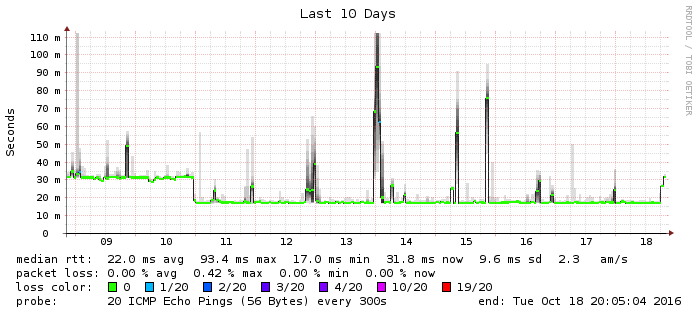 Last 10 Days
RRDTOOL / TOBI OETIKER
Seconds
110 m
100 m
90 m
80 m
70 m
60 m
50 m
40 m
30 m
20 m
10 m
0
09 10 11 12 13 14 15 16 17 18
median rtt: 22.0 ms avg 93.4 ms max 17.0 ms min 31.8 ms now 9.6 ms sd 2.3 am/s
packet loss: 0.00 % avg 0.42 % max 0.00 % min 0.00 % now
loss color: 0 1/20 2/20 3/20 4/20 10/20 19/20
probe: 20 ICMP Echo Pings (56 Bytes) every 300s end: Tue Oct 18 20:05:04 2016